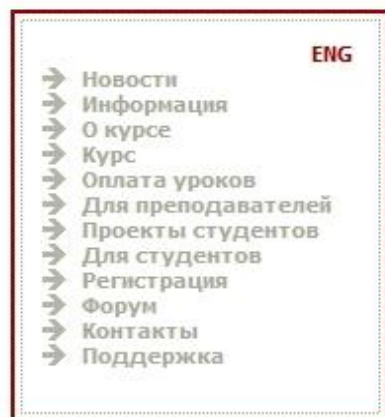 ENG
Новости
Информация
О курсе
Курс
Оплата уроков
Для преподавателей
Проекты студентов
Для студентов
Регистрация
Форум
Контакты
Поддержка